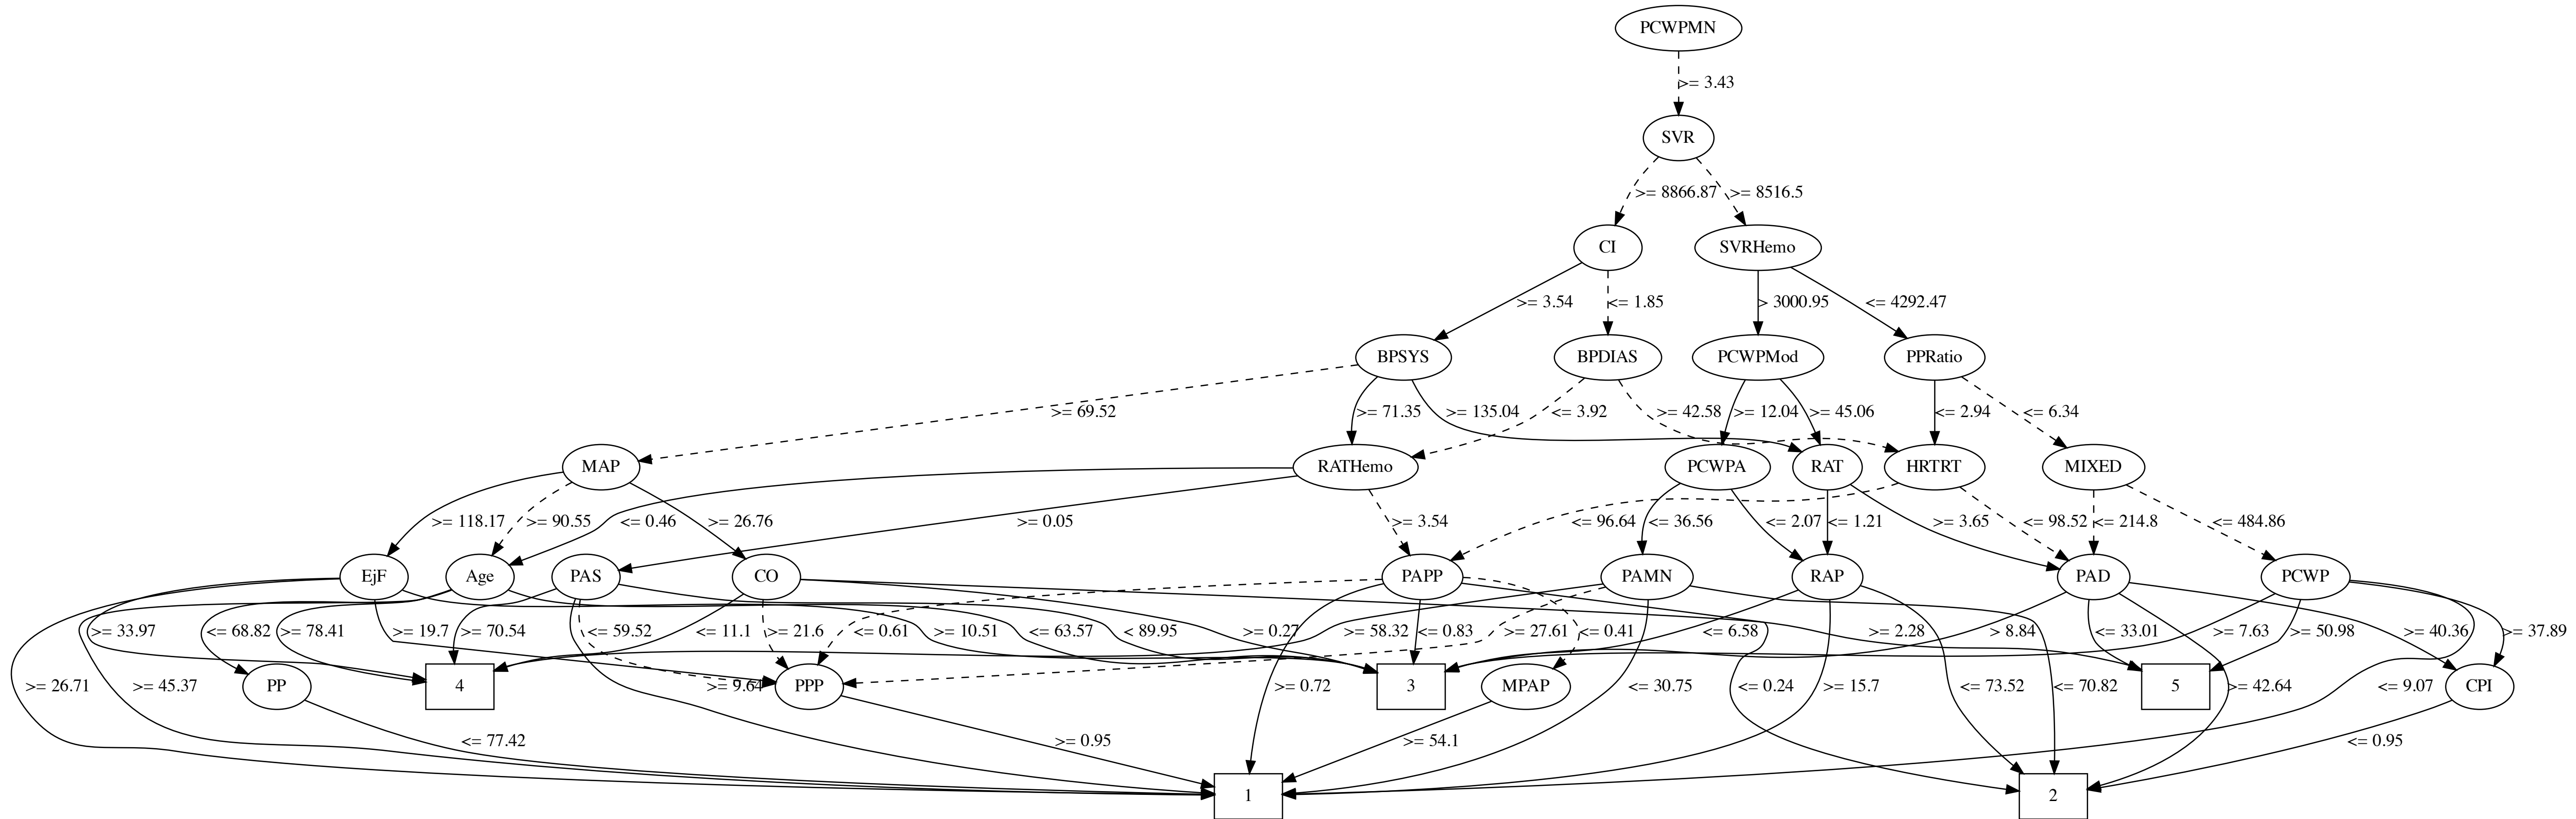 PCWPMN
>= 3.43
SVR
>= 8866.87
>= 8516.5
CI
SVRHemo
>= 3.54
<= 1.85
> 3000.95
<= 4292.47
BPSYS
BPDIAS
PCWPMod
PPRatio
>= 69.52
>= 71.35
>= 135.04
<= 3.92
>= 42.58
>= 12.04
>= 45.06
<= 2.94
<= 6.34
MAP
RATHemo
PCWPA
RAT
HRTRT
MIXED
>= 118.17
>= 90.55
<= 0.46
>= 26.76
>= 0.05
>= 3.54
<= 96.64
<= 36.56
<= 2.07
<= 1.21
>= 3.65
<= 98.52
<= 214.8
<= 484.86
EjF
Age
PAS
CO
PAPP
PAMN
RAP
PAD
PCWP
>= 33.97
<= 68.82
>= 78.41
>= 19.7
>= 70.54
<= 59.52
<= 11.1
>= 21.6
<= 0.61
>= 10.51
<= 63.57
< 89.95
>= 0.27
>= 58.32
<= 0.83
>= 27.61
<= 0.41
<= 6.58
>= 2.28
> 8.84
<= 33.01
>= 7.63
>= 50.98
>= 40.36
>= 37.89
>= 26.71
>= 45.37
PP
4
>= 9.64
PPP
>= 0.72
3
MPAP
<= 30.75
<= 0.24
>= 15.7
<= 73.52
<= 70.82
5
>= 42.64
<= 9.07
CPI
<= 77.42
>= 0.95
>= 54.1
<= 0.95
1
2